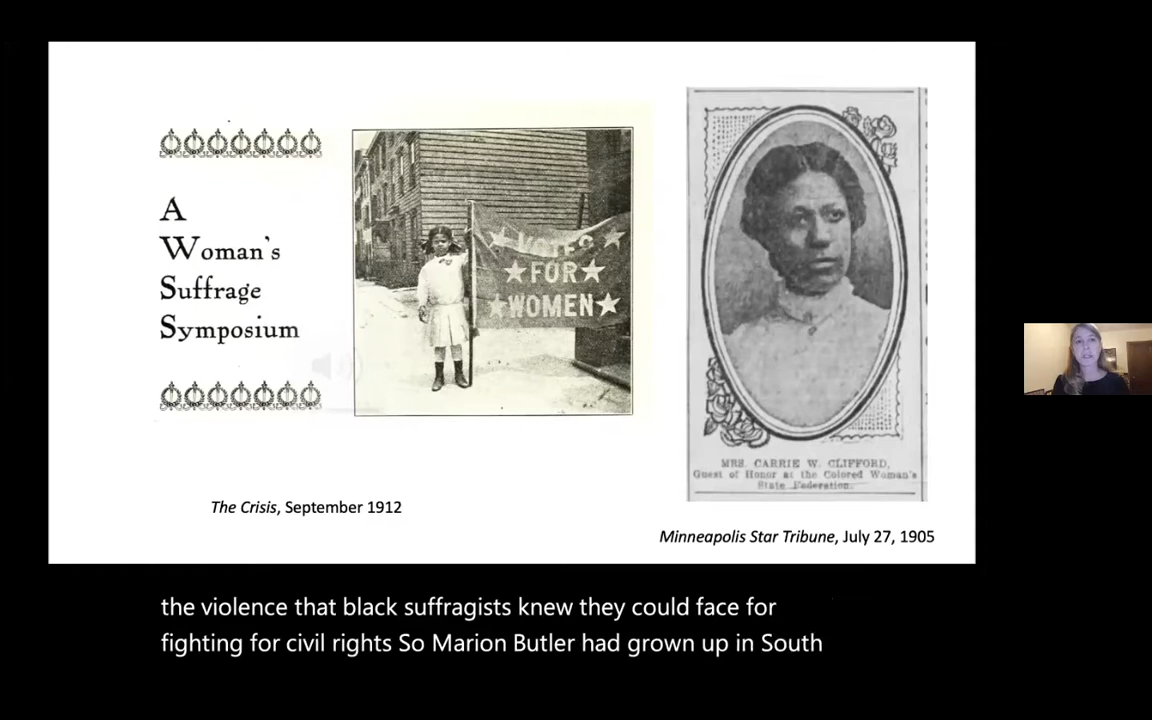 A
Woman's
Suffrage
Symposium
VOTES
FOR
WOMEN
MRS. CARRIE W. CLIFFORD,
Guest of Honor at the Colored Woman's
State Federation.
The Crisis, September 1912
Minneapolis Star Tribune, July 27, 1905
the violence that black suffragists knew they could face for
fighting for civil rights So Marion Butler had grown up in South